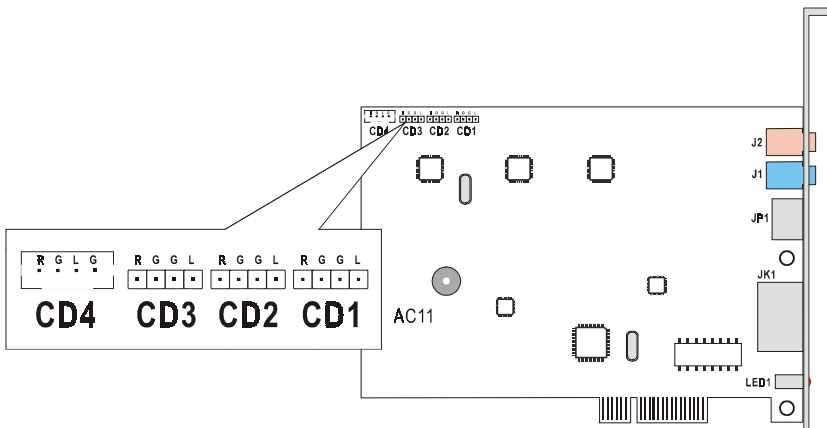 R G L G R G G L R G G L R G G L
CD4 CD3 CD2 CD1
J2
J1
JP1
JK1
R G L G R G G L R G G L R G G L
CD4 CD3 CD2 CD1
AC11
LED1